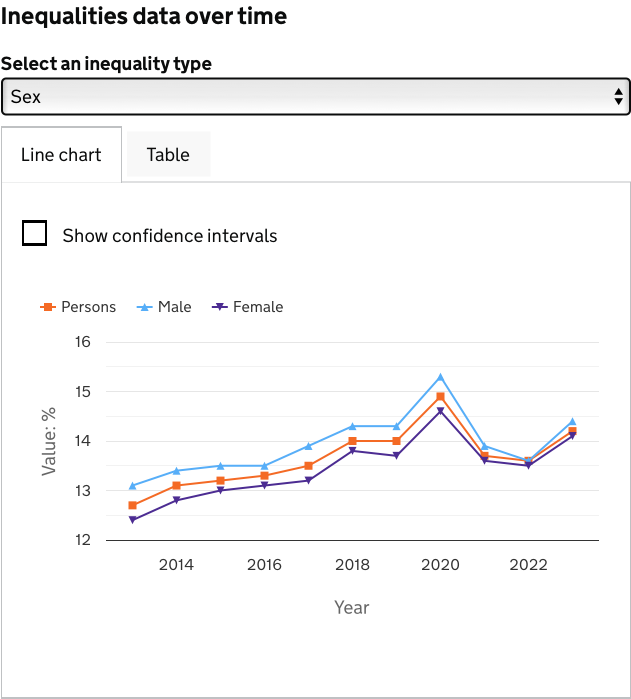 Inequalities data over time
Select an inequality type
Sex
Line chart
Table
Show confidence intervals
Persons
Male
Female
16
15
14
13
12
Value: %
2014
2016
2018
2020
2022
Year